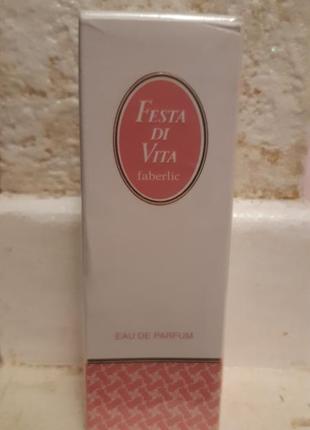 FESTA
DI
VITA
faberlic
EAU DE PARFUM